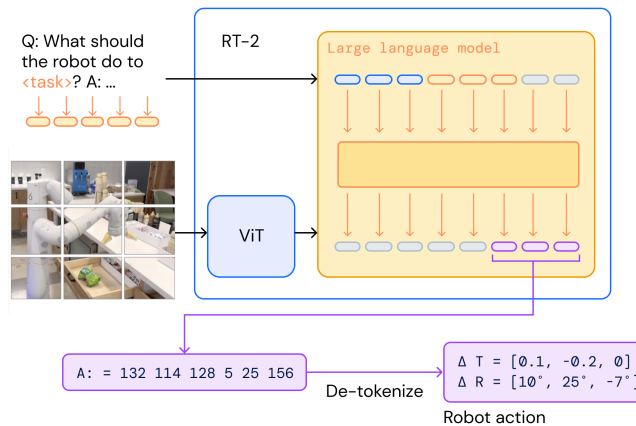 Q: What should
the robot do to
<task>? A: …
RT-2
Large language model
ViT
A: = 132 114 128 5 25 156
De-tokenize
Δ T = [0.1, -0.2, 0]
Δ R = [10°, 25°, -7°]
Robot action